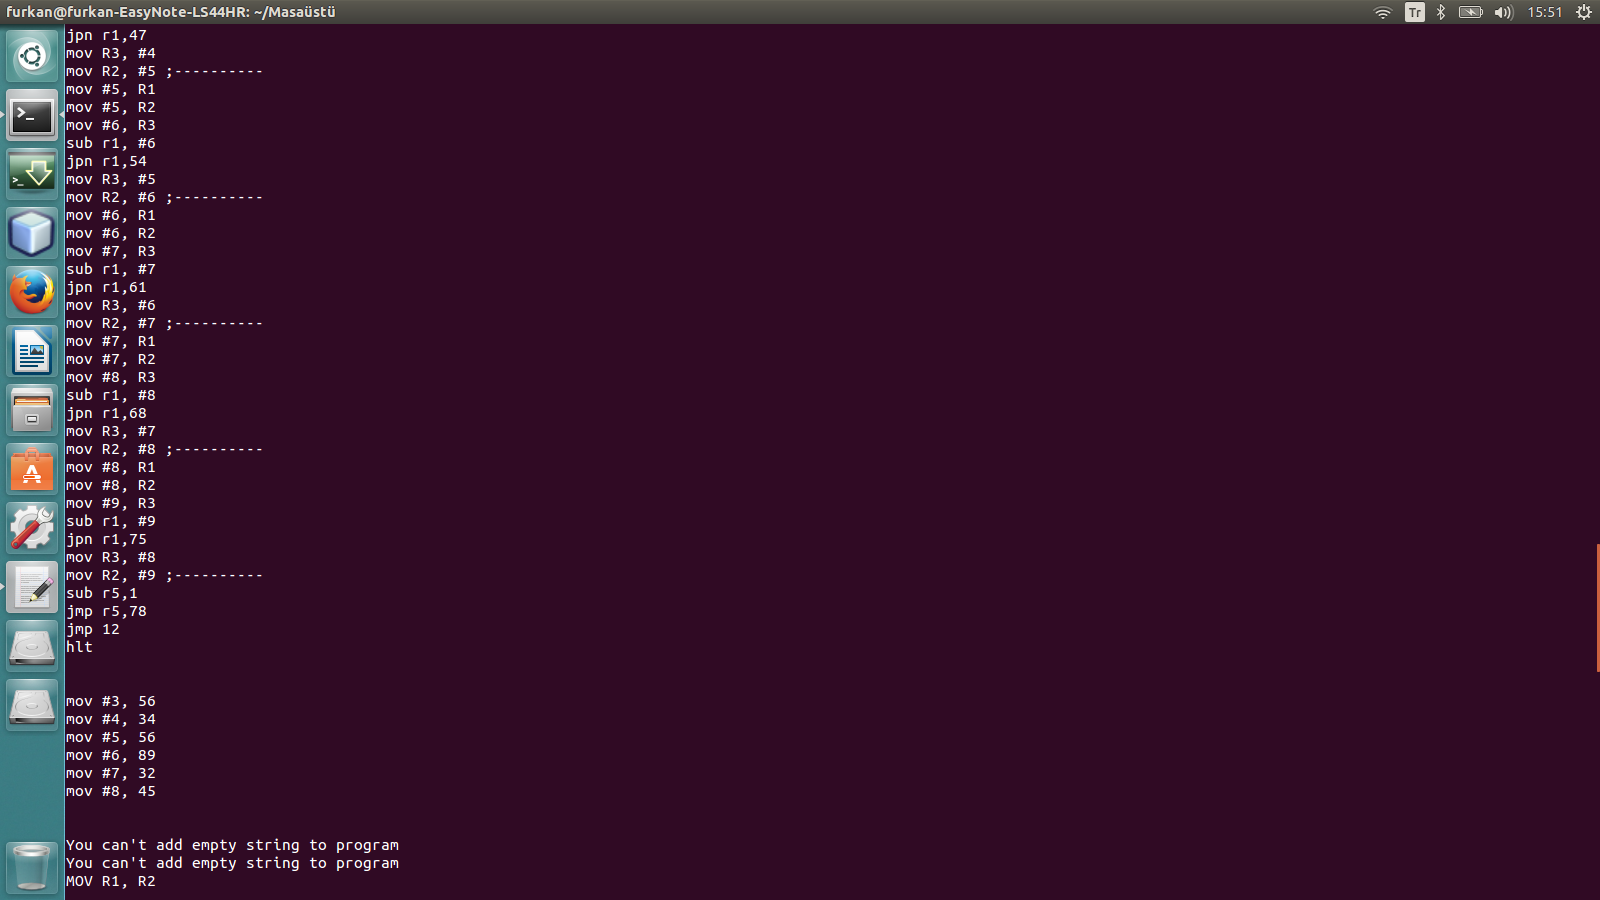 furkan@furkan-EasyNote-LS44HR: ~/Masaüstü
Tr
15:51
jpn r1,47
mov R3, #4
mov R2, #5 ;----------
mov #5, R1
mov #5, R2
mov #6, R3
sub r1, #6
jpn r1,54
mov R3, #5
mov R2, #6 ;----------
mov #6, R1
mov #6, R2
mov #7, R3
sub r1, #7
jpn r1,61
mov R3, #6
mov R2, #7 ;----------
mov #7, R1
mov #7, R2
mov #8, R3
sub r1, #8
jpn r1,68
mov R3, #7
mov R2, #8 ;----------
mov #8, R1
mov #8, R2
mov #9, R3
sub r1, #9
jpn r1,75
mov R3, #8
mov R2, #9 ;----------
sub r5,1
jmp r5,78
jmp 12
hlt
mov #3, 56
mov #4, 34
mov #5, 56
mov #6, 89
mov #7, 32
mov #8, 45
You can't add empty string to program
You can't add empty string to program
MOV R1, R2